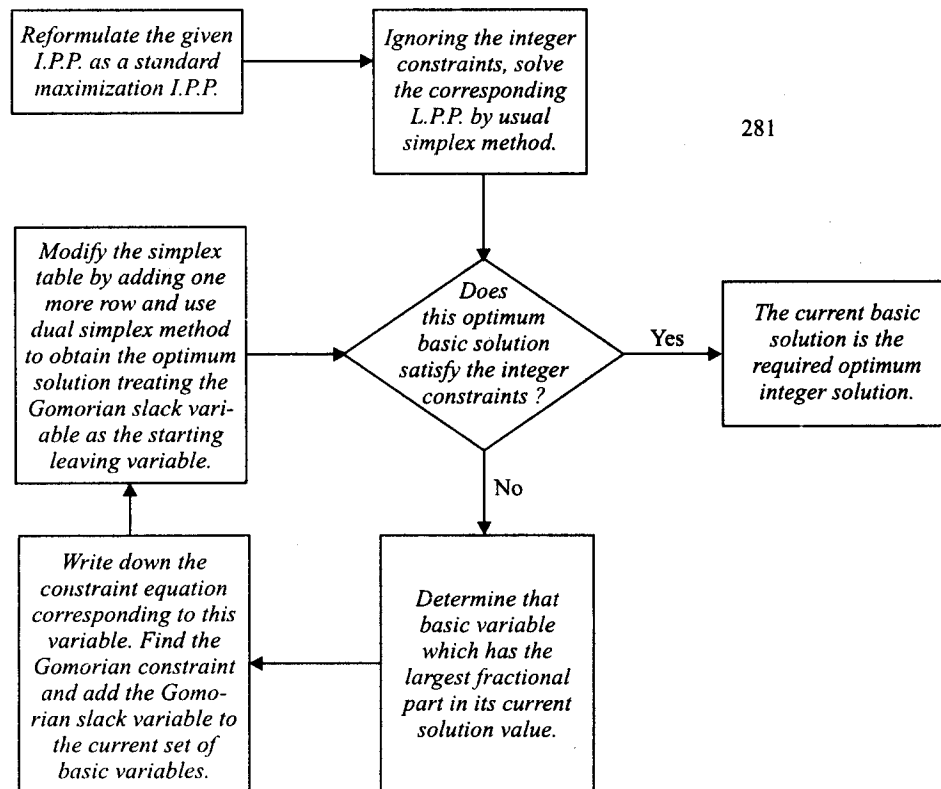 Reformulate the given
I.P.P. as a standard
maximization I.P.P.
Ignoring the integer
constraints, solve
the corresponding
L.P.P. by usual
simplex method.
281
Modify the simplex
table by adding one
more row and use
dual simplex method
to obtain the optimum
solution treating the
Gomorian slack vari-
able as the starting
leaving variable.
Does
this optimum
basic solution
satisfy the integer
constraints ?
Yes
The current basic
solution is the
required optimum
integer solution.
No
Write down the
constraint equation
corresponding to this
variable. Find the
Gomorian constraint
and add the Gomo-
rian slack variable to
the current set of
basic variables.
Determine that
basic variable
which has the
largest fractional
part in its current
solution value.